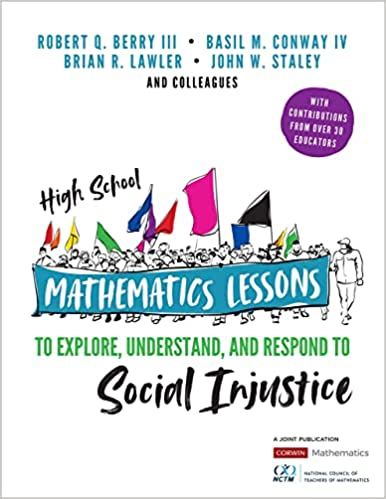 ROBERT Q. BERRY III • BASIL M. CONWAY IV
BRIAN R. LAWLER • JOHN W. STALEY
AND COLLEAGUES
WITH
CONTRIBUTIONS
FROM OVER 30
EDUCATORS
High School
MATHEMATICS LESSONS
TO EXPLORE, UNDERSTAND, AND RESPOND TO
Social Injustice
A JOINT PUBLICATION
CORWIN Mathematics
NCTM
NATIONAL COUNCIL OF
TEACHERS OF MATHEMATICS